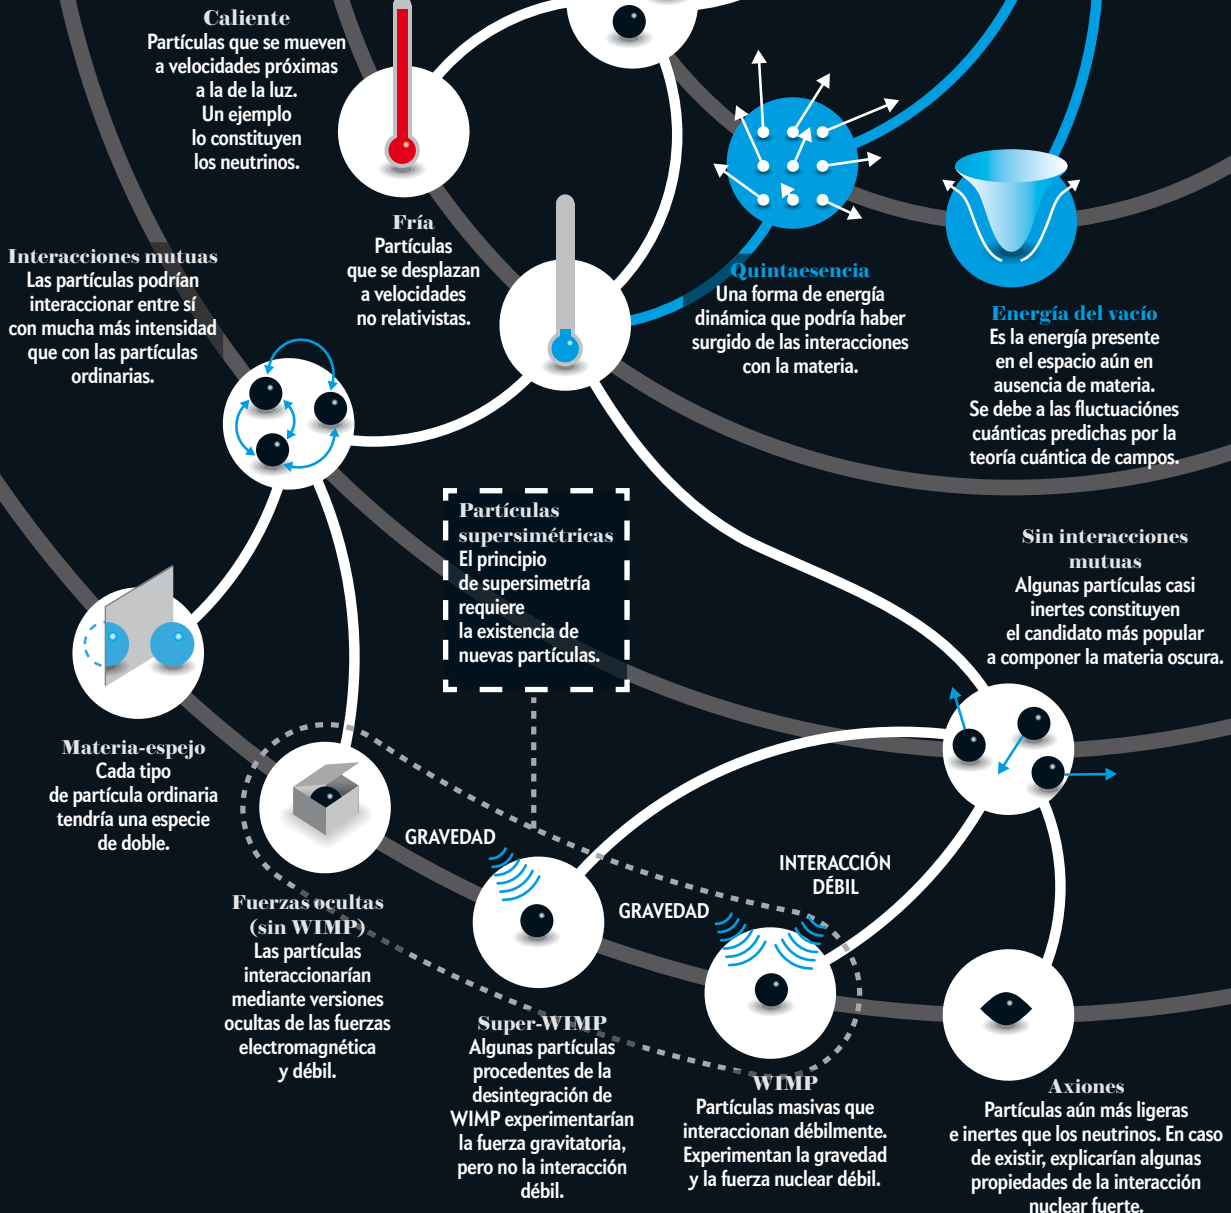 Caliente
Partículas que se mueven
a velocidades próximas
a la de la luz.
Un ejemplo
lo constituyen
los neutrinos.
Fría
Partículas
que se desplazan
a velocidades
no relativistas.
Interacciones mutuas
Las partículas podrían
interaccionar entre sí
con mucha más intensidad
que con las partículas
ordinarias.
Quintaesencia
Una forma de energía
dinámica que podría haber
surgido de las interacciones
con la materia.
Energía del vacío
Es la energía presente
en el espacio aún en
ausencia de materia.
Se debe a las fluctuaciónes
cuánticas predichas por la
teoría cuántica de campos.
Partículas
supersimétricas
El principio
de supersimetría
requiere
la existencia de
nuevas partículas.
Sin interacciones
mutuas
Algunas partículas casi
inertes constituyen
el candidato más popular
a componer la materia oscura.
Materia-espejo
Cada tipo
de partícula ordinaria
tendría una especie
de doble.
GRAVEDAD
Fuerzas ocultas
(sin WIMP)
Las partículas
interaccionarían
mediante versiones
ocultas de las fuerzas
electromagnética
y débil.
Super-WIMP
Algunas partículas
procedentes de la
desintegración de
WIMP experimentarían
la fuerza gravitatoria,
pero no la interacción
débil.
GRAVEDAD
INTERACCIÓN
DÉBIL
WIMP
Partículas masivas que
interaccionan débilmente.
Experimentan la gravedad
y la fuerza nuclear débil.
Axiones
Partículas aún más ligeras
e inertes que los neutrinos. En caso
de existir, explicarían algunas
propiedades de la interacción
nuclear fuerte.